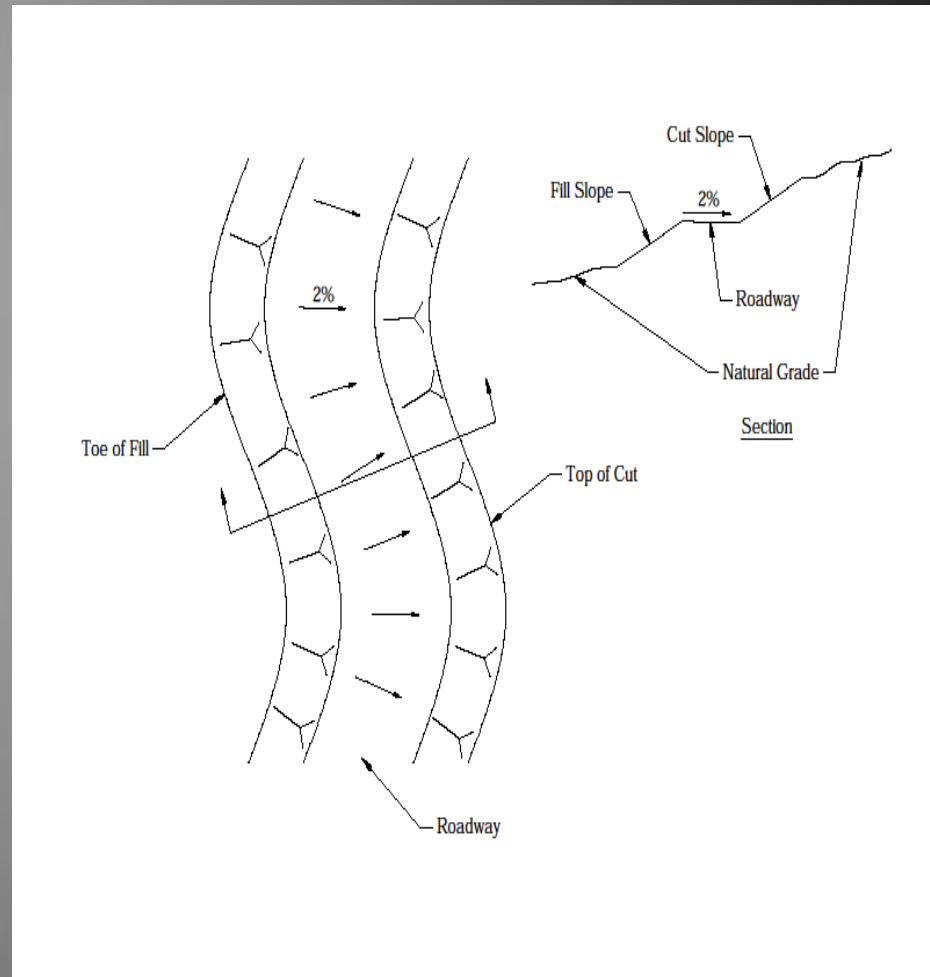 Cut Slope
Fill Slope
2%
2%
Roadway
Natural Grade
Section
Toe of Fill
Top of Cut
Roadway